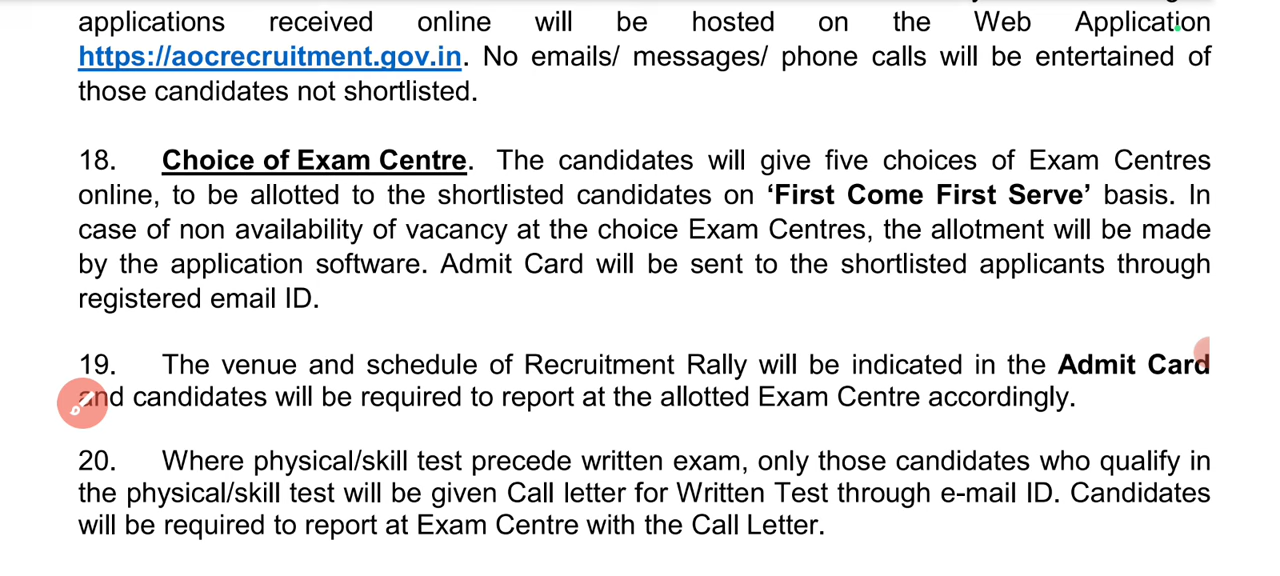 applications received online will be hosted on the Web Application
https://aocrecruitment.gov.in. No emails/ messages/ phone calls will be entertained of
those candidates not shortlisted.
18. Choice of Exam Centre. The candidates will give five choices of Exam Centres
online, to be allotted to the shortlisted candidates on ‘First Come First Serve’ basis. In
case of non availability of vacancy at the choice Exam Centres, the allotment will be made
by the application software. Admit Card will be sent to the shortlisted applicants through
registered email ID.
19. The venue and schedule of Recruitment Rally will be indicated in the Admit Card
and candidates will be required to report at the allotted Exam Centre accordingly.
20. Where physical/skill test precede written exam, only those candidates who qualify in
the physical/skill test will be given Call letter for Written Test through e-mail ID. Candidates
will be required to report at Exam Centre with the Call Letter.